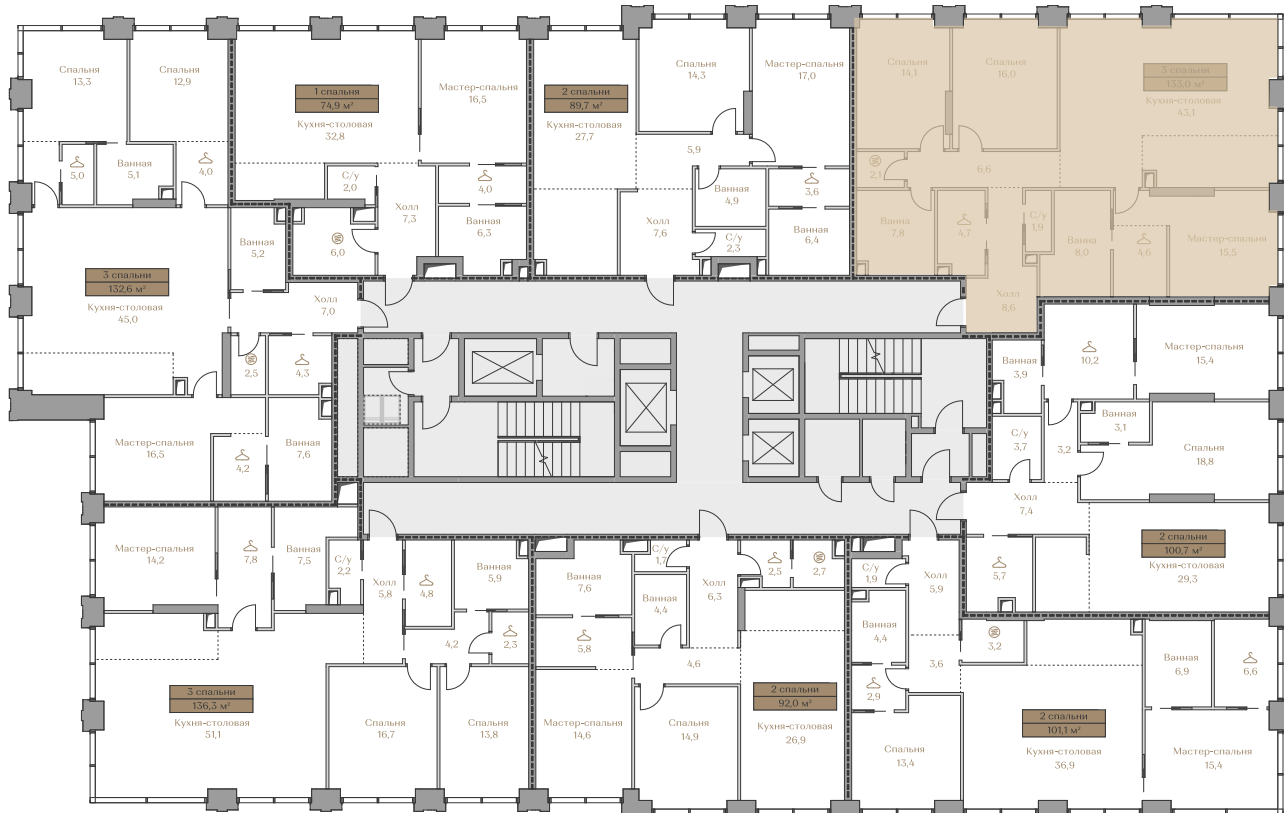 Спальня
13,3
Спальня
12,9
5,0
Ванная
5,1
4,0
1 спальня
74,9 м²
Кухня-столовая
32,8
Мастер-спальня
16,5
С/у
2,0
4,0
Холл
7,3
Ванная
6,3
6,0
2 спальни
89,7 м²
Кухня-столовая
27,7
Спальня
14,3
Мастер-спальня
17,0
5,9
Ванная
4,9
3,6
Холл
7,6
С/у
2,3
Ванная
6,4
Спальня
14,1
Спальня
16,0
3 спальни
133,0 м²
Кухня-столовая
43,1
2,1
6,6
Ванна
7,8
4,7
С/у
1,9
Ванна
8,0
4,6
Мастер-спальня
15,5
Холл
8,6
Ванная
5,2
3 спальни
132,6 м²
Кухня-столовая
45,0
Холл
7,0
2,5
4,3
Мастер-спальня
16,5
4,2
Ванная
7,6
Ванная
3,9
10,2
Мастер-спальня
15,4
Ванная
3,1
С/у
3,7
3,2
Спальня
18,8
Холл
7,4
2 спальни
100,7 м²
Кухня-столовая
29,3
5,7
Мастер-спальня
14,2
7,8
Ванная
7,5
С/у
2,2
Холл
5,8
4,8
Ванная
5,9
4,2
2,3
3 спальни
136,3 м²
Кухня-столовая
51,1
Спальня
16,7
Спальня
13,8
Ванная
7,6
С/у
1,7
Холл
6,3
2,5
2,7
Ванная
4,4
5,8
4,6
2 спальни
92,0 м²
Кухня-столовая
26,9
Мастер-спальня
14,6
Спальня
14,9
С/у
1,9
Холл
5,9
Ванная
4,4
3,6
3,2
2,9
Ванная
6,9
6,6
Спальня
13,4
2 спальни
101,1 м²
Кухня-столовая
36,9
Мастер-спальня
15,4